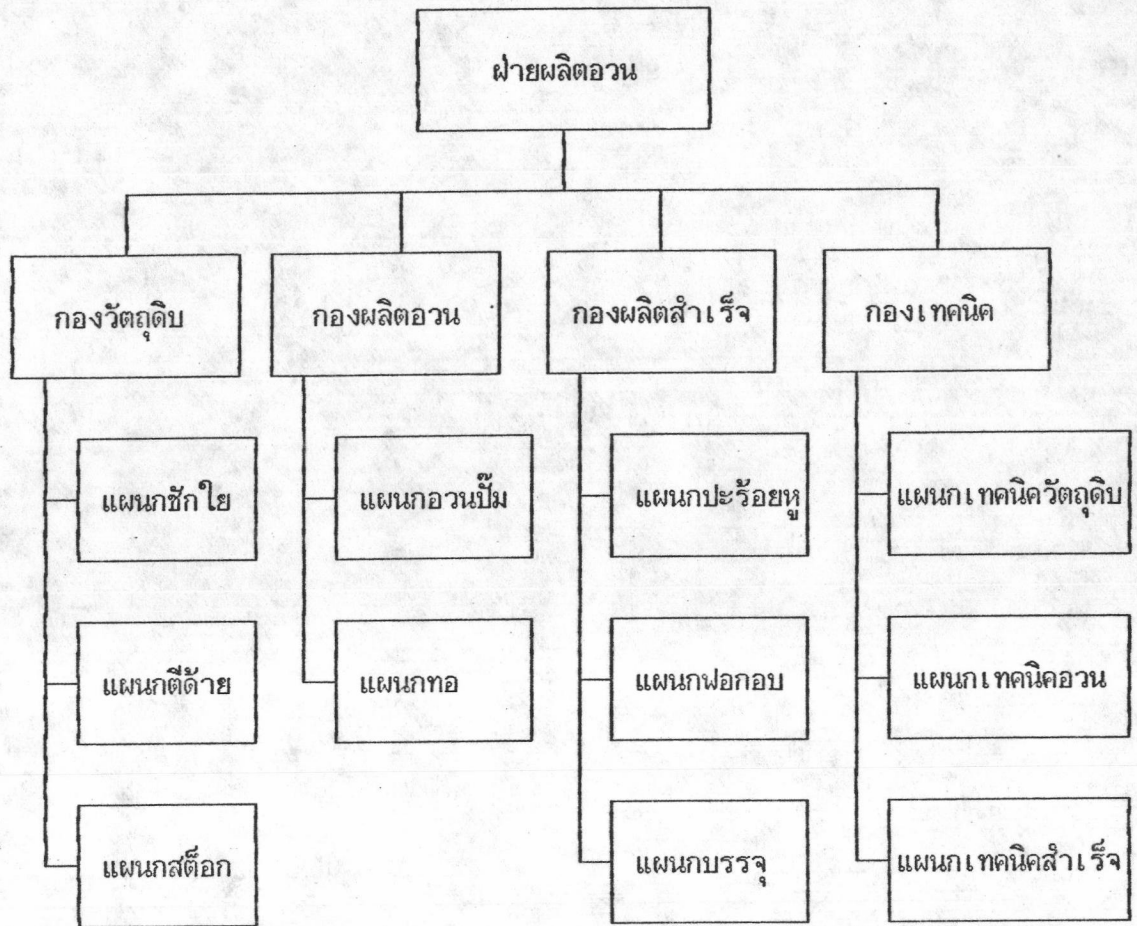 ฝ่ายผลิตอวน
กองวัตถุดิบ
กองผลิตอวน
กองผลิตสำเร็จ
กองเทคนิค
แผนกชักใย
แผนกอวนปั๊ม
แผนกปะร้อยหู
แผนกเทคนิควัตถุดิบ
แผนกตีด้าย
แผนกทอ
แผนกฟอกอบ
แผนกเทคนิคอวน
แผนกสต็อก
แผนกบรรจุ
แผนกเทคนิคสำเร็จ